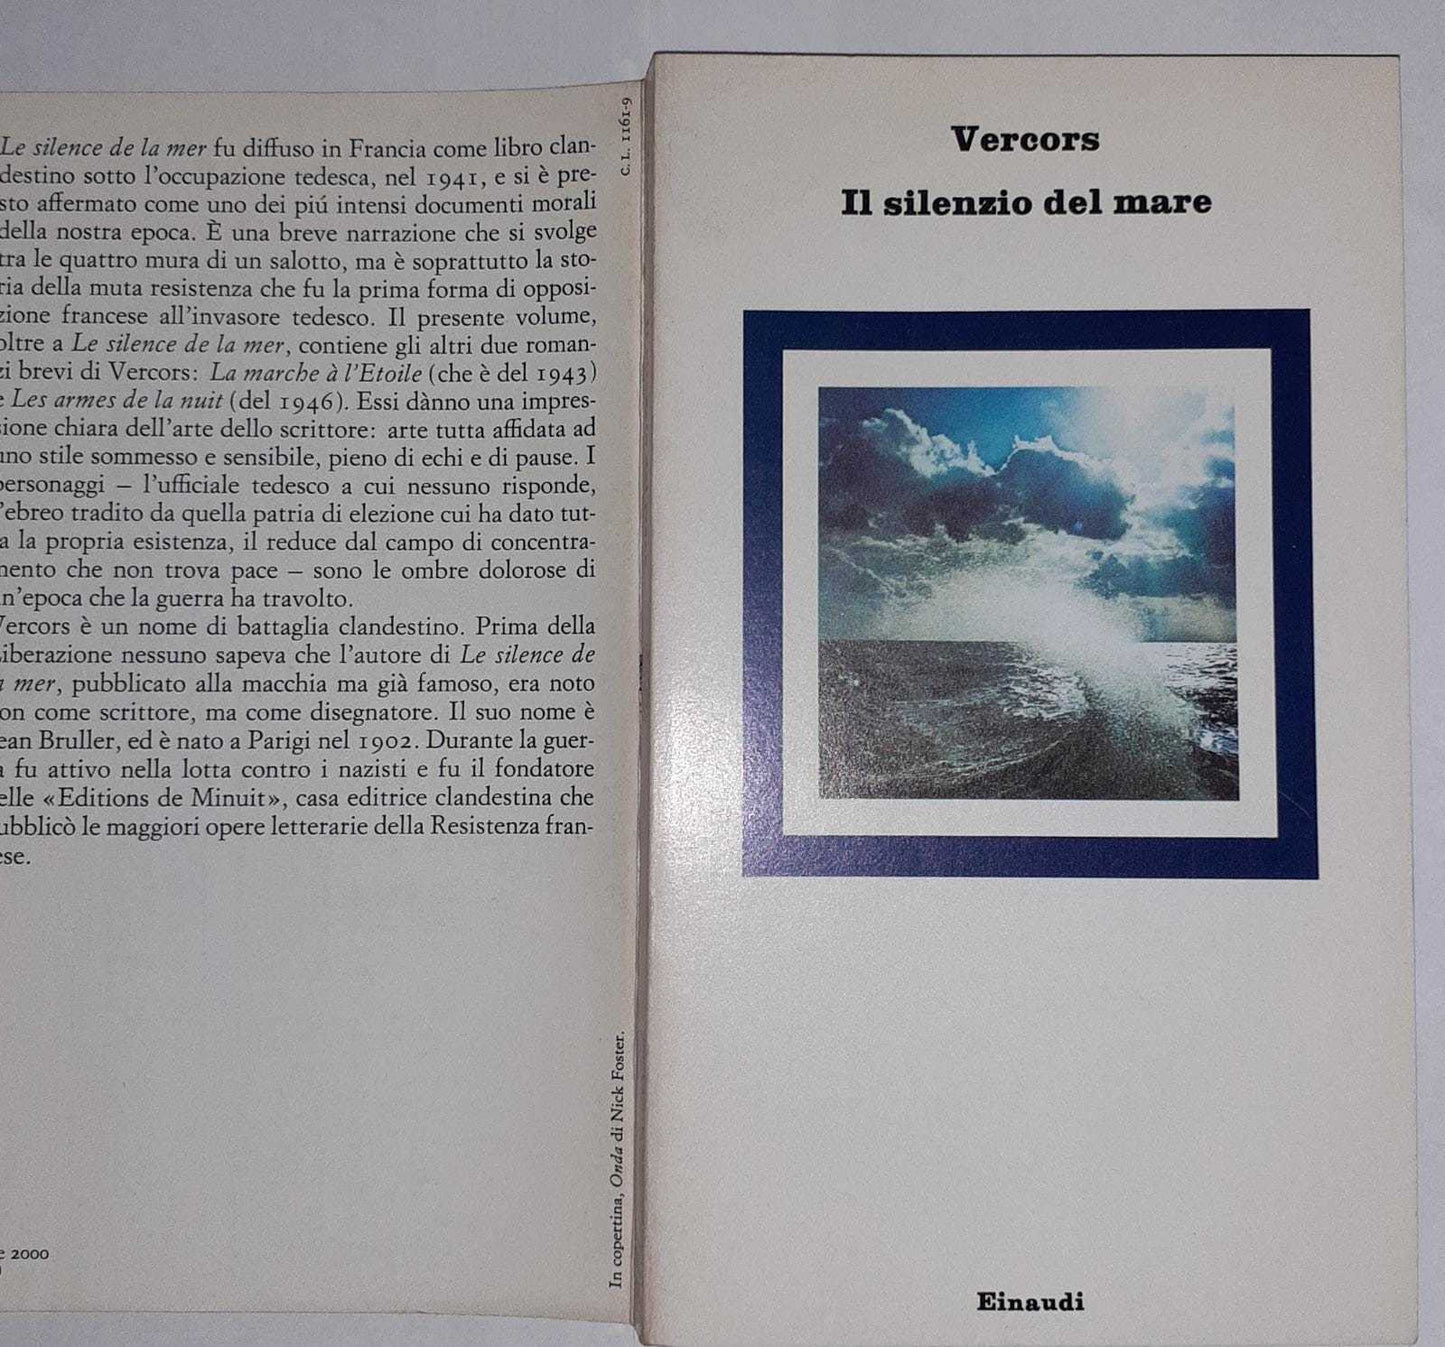 Le silence de la mer fu diffuso in Francia come libro clan-
destino sotto l'occupazione tedesca, nel 1941, e si è pre-
sto affermato come uno dei piú intensi documenti morali
della nostra epoca. È una breve narrazione che si svolge
tra le quattro mura di un salotto, ma è soprattutto la sto-
ria della muta resistenza che fu la prima forma di opposi-
zione francese all'invasore tedesco. Il presente volume,
oltre a Le silence de la mer, contiene gli altri due roman-
zi brevi di Vercors: La marche à l'Etoile (che è del 1943)
e Les armes de la nuit (del 1946). Essi dànno una impres-
sione chiara dell'arte dello scrittore: arte tutta affidata ad
uno stile sommesso e sensibile, pieno di echi e di pause. I
personaggi – l'ufficiale tedesco a cui nessuno risponde,
l'ebreo tradito da quella patria di elezione cui ha dato tut-
a la propria esistenza, il reduce dal campo di concentra-
mento che non trova pace – sono le ombre dolorose di
un'epoca che la guerra ha travolto.
Vercors è un nome di battaglia clandestino. Prima della
Liberazione nessuno sapeva che l'autore di Le silence de
a mer, pubblicato alla macchia ma già famoso, era noto
on come scrittore, ma come disegnatore. Il suo nome è
ean Bruller, ed è nato a Parigi nel 1902. Durante la guer-
a fu attivo nella lotta contro i nazisti e fu il fondatore
elle «Editions de Minuit», casa editrice clandestina che
ubblicò le maggiori opere letterarie della Resistenza fran-
ese.
e 2000
C.L. 1161-9
In copertina, Onda di Nick Foster.
Vercors
Il silenzio del mare
Einaudi